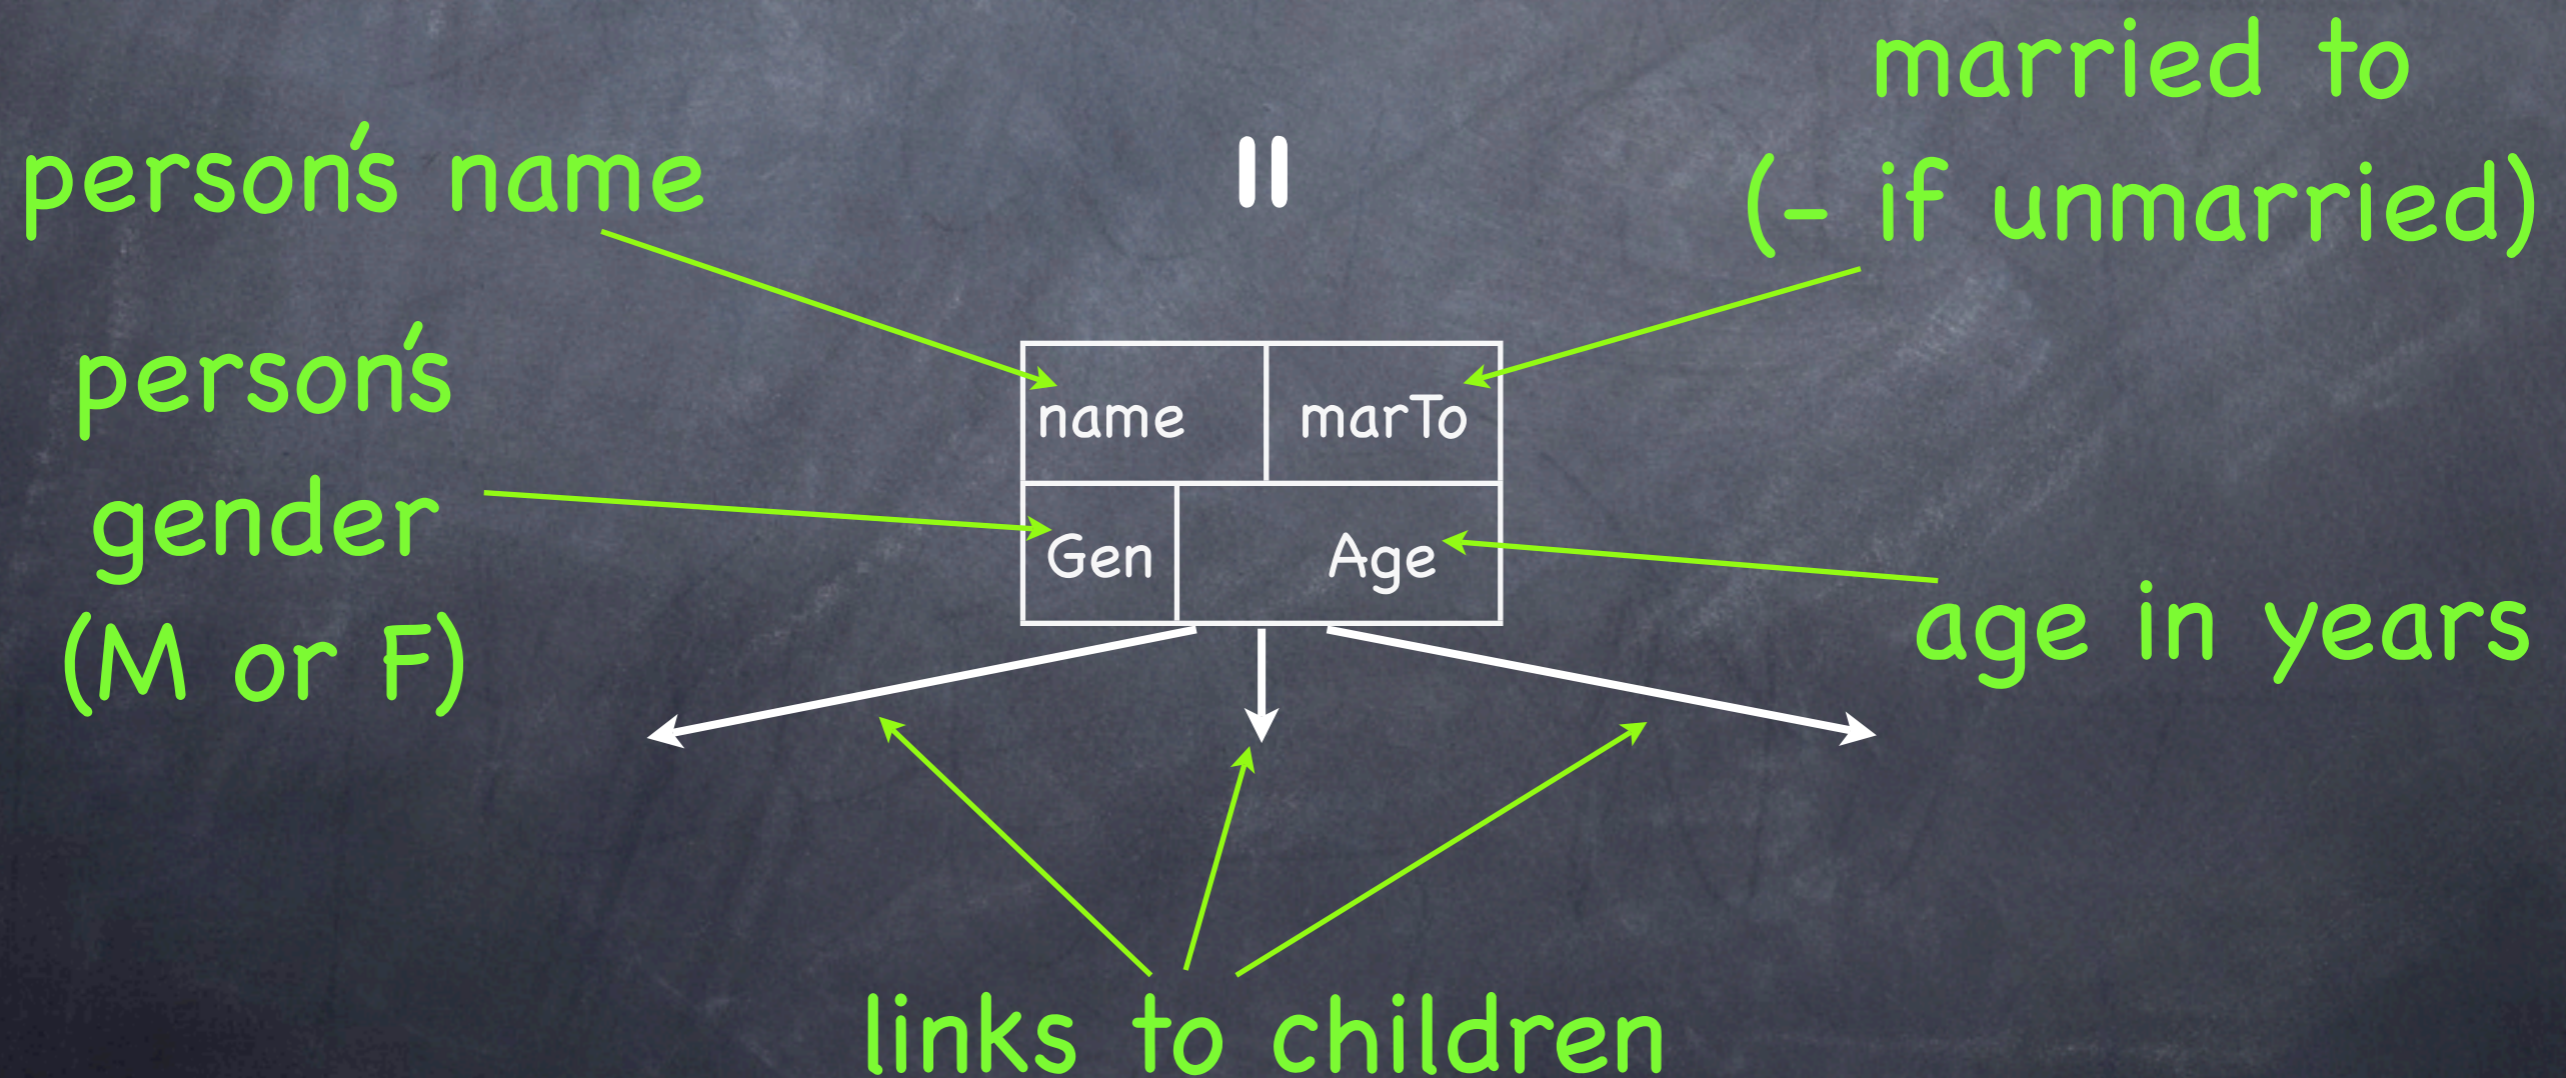 married to
(- if unmarried)
person's name
person's
gender
(M or F)
name marTo
Gen Age
age in years
links to children